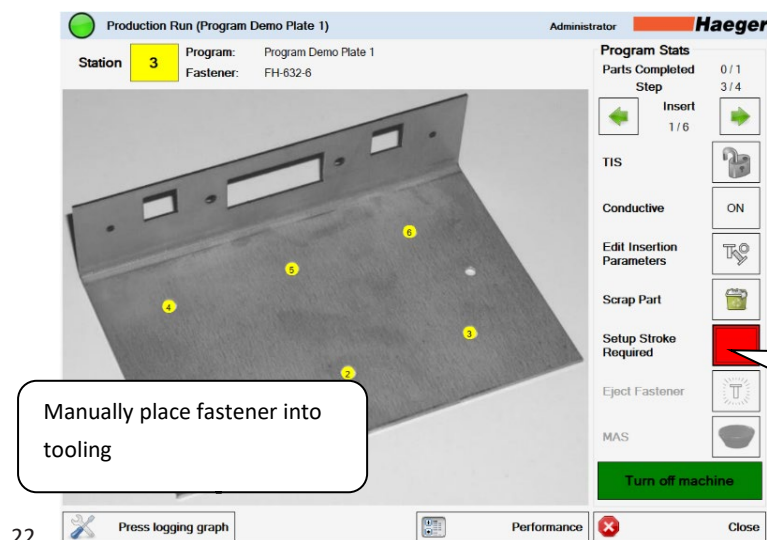 Production Run (Program Demo Plate 1)
Administrator
Haeger
Station
3
Program: Program Demo Plate 1
Fastener: FH-632-6
Program Stats
Parts Completed 0 / 1
Step 3 / 4
Insert
1 / 6
TIS
Conductive ON
Edit Insertion
Parameters
Scrap Part
Setup Stroke
Required
Eject Fastener
MAS
Turn off machine
6
5
4
3
2
Manually place fastener into
tooling
Press logging graph
Performance
Close
22